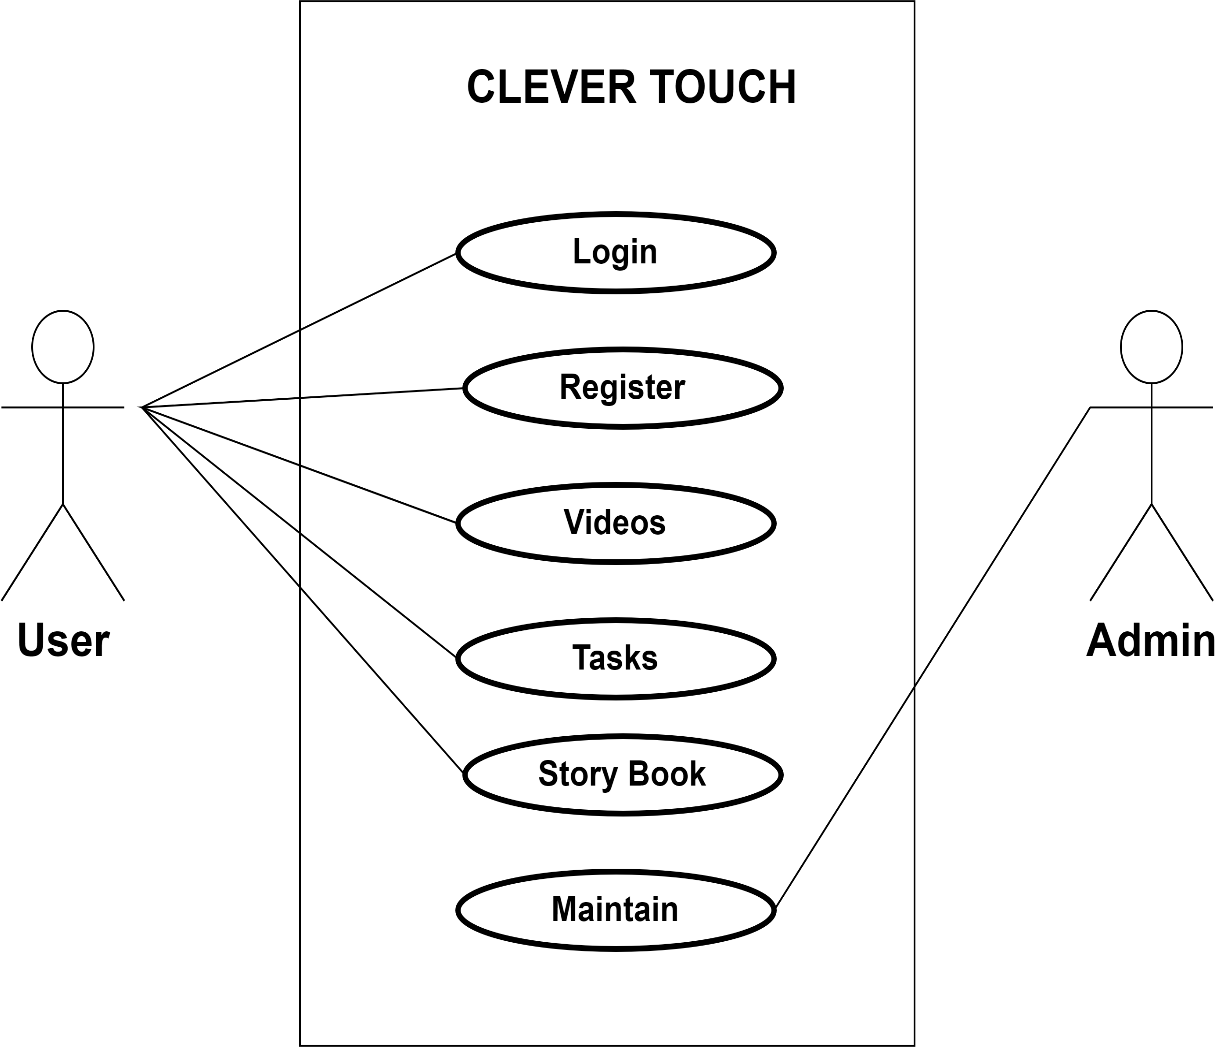 CLEVER TOUCH
Login
Register
Videos
User
Admin
Tasks
Story Book
Maintain